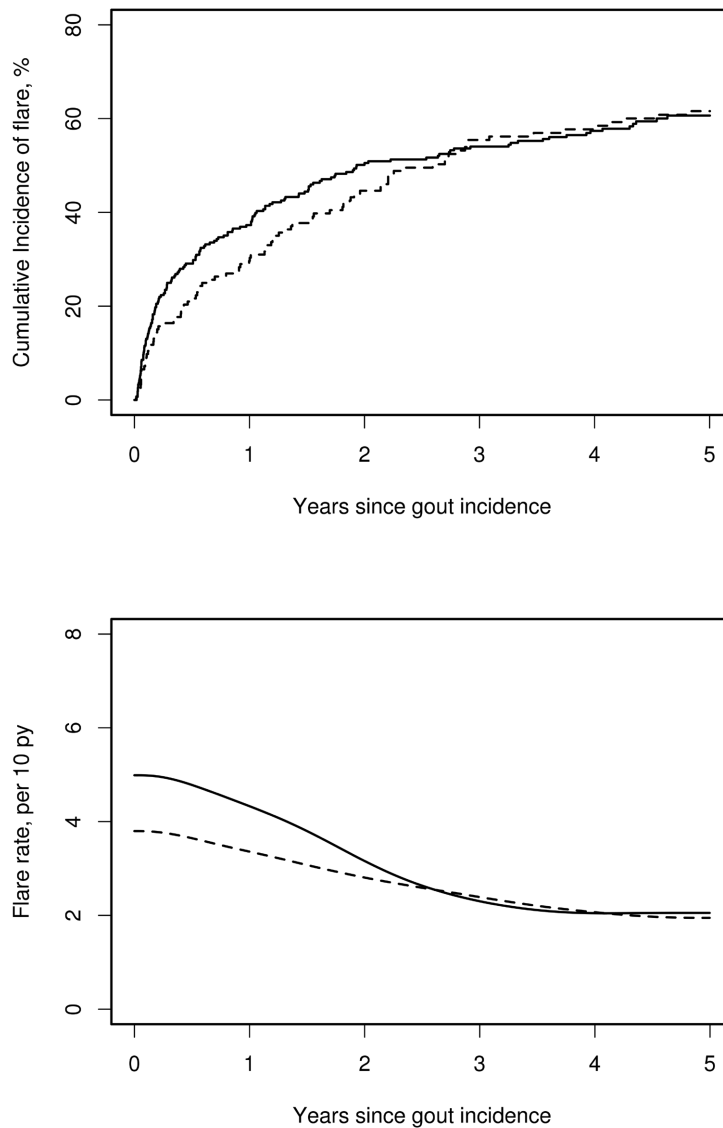 Cumulative Incidence of flare, %
80
60
40
20
0
0 1 2 3 4 5
Years since gout incidence
Flare rate, per 10 py
8
6
4
2
0
0 1 2 3 4 5
Years since gout incidence